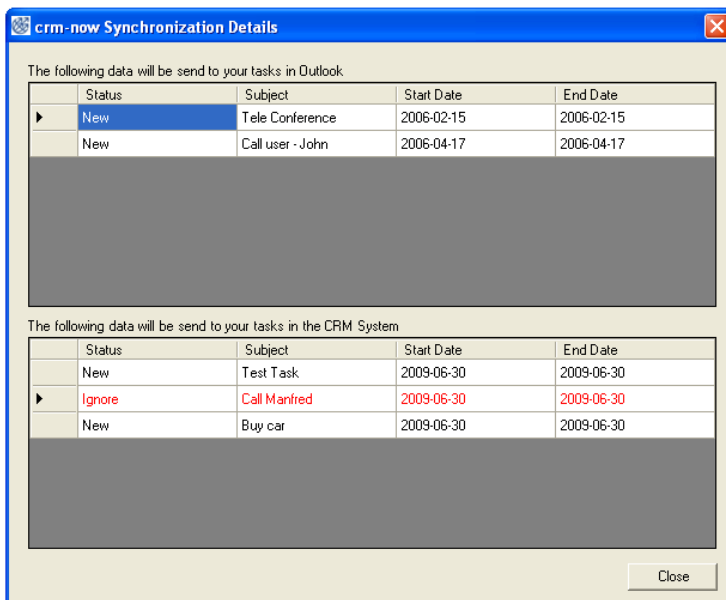 crm-now Synchronization Details
The following data will be send to your tasks in Outlook
Status Subject Start Date End Date
New Tele Conference 2006-02-15 2006-02-15
New Call user - John 2006-04-17 2006-04-17
The following data will be send to your tasks in the CRM System
Status Subject Start Date End Date
New Test Task 2009-06-30 2009-06-30
Ignore Call Manfred 2009-06-30 2009-06-30
New Buy car 2009-06-30 2009-06-30
Close